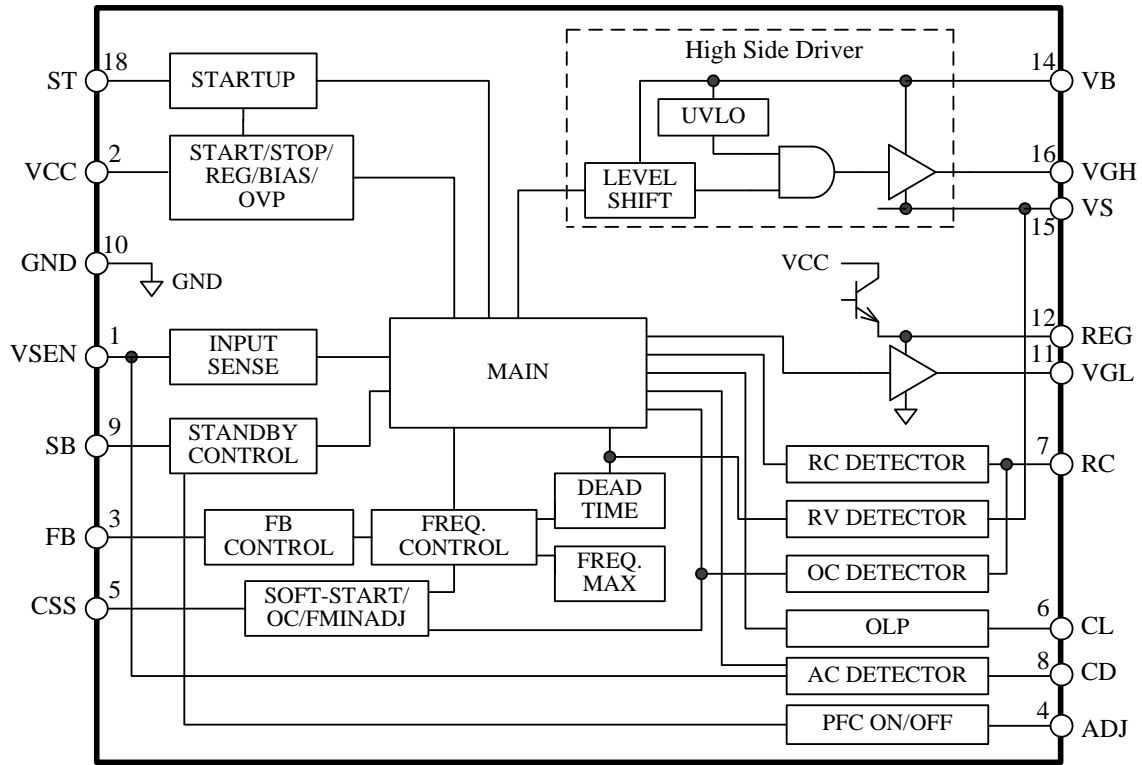 High Side Driver
18
ST
STARTUP
14
VB
UVLO
2
VCC
START/STOP/
REG/BIAS/
OVP
LEVEL
SHIFT
16
VGH
VS
15
10
GND
GND
VCC
1
VSEN
INPUT
SENSE
MAIN
12
REG
11
VGL
9
SB
STANDBY
CONTROL
RC DETECTOR
7
RC
3
FB
FB
CONTROL
FREQ.
CONTROL
DEAD
TIME
RV DETECTOR
FREQ.
MAX
OC DETECTOR
5
CSS
SOFT-START/
OC/FMINADJ
OLP
6
CL
AC DETECTOR
8
CD
PFC ON/OFF
4
ADJ